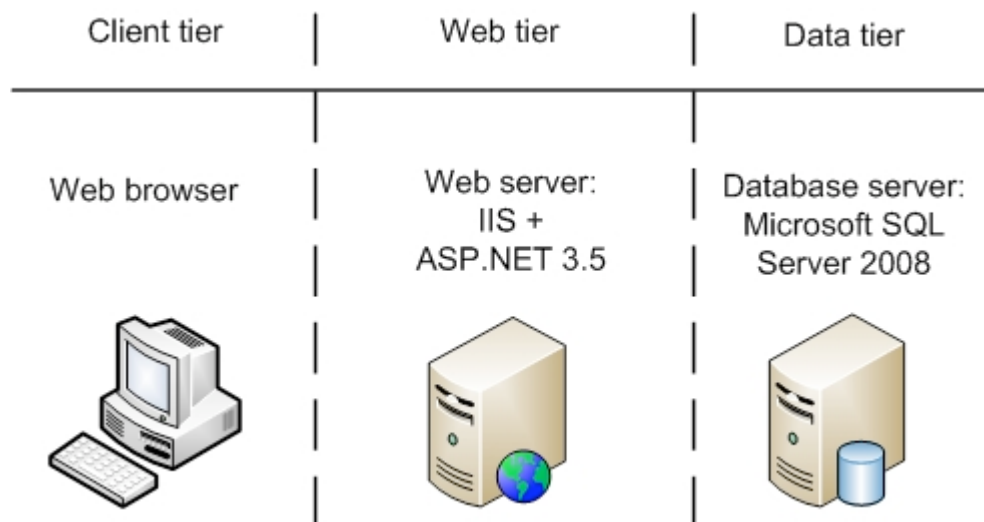 Client tier
Web tier
Data tier
Web browser
Web server:
IIS +
ASP.NET 3.5
Database server:
Microsoft SQL
Server 2008